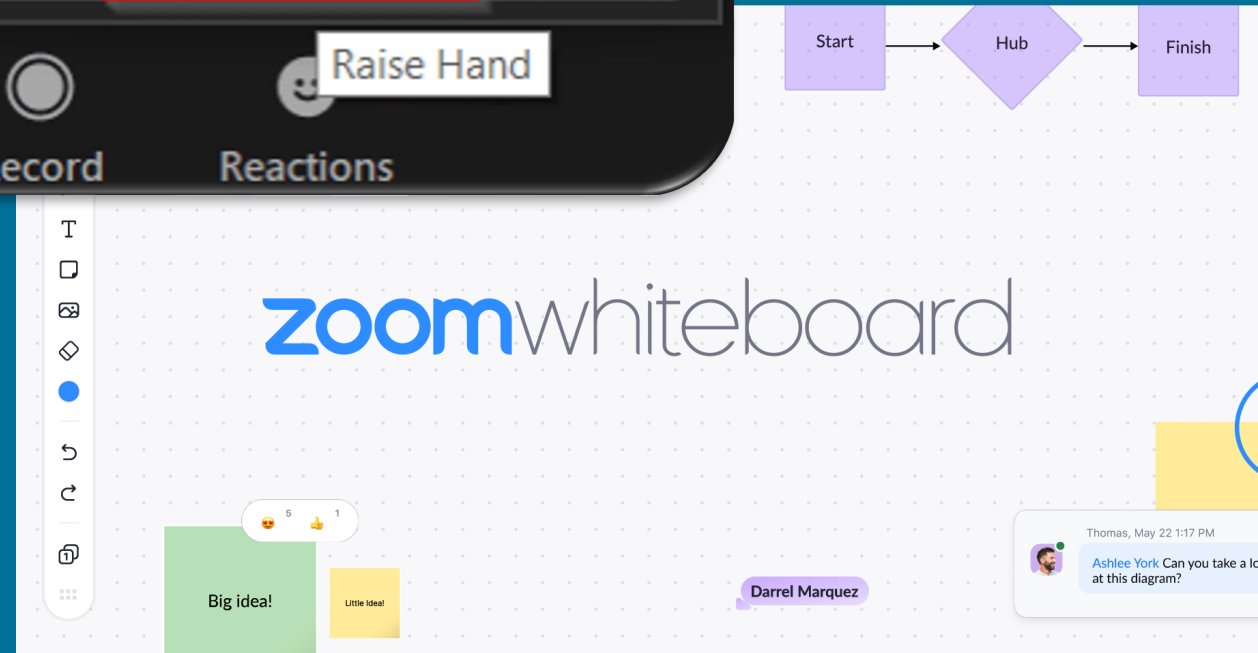 Raise Hand
ecord
Reactions
Start
Hub
Finish
T
zoomwhiteboard
5
1
Big idea!
Little Idea!
1
Darrel Marquez
Thomas, May 22 1:17 PM
Ashlee York Can you take a lo
at this diagram?